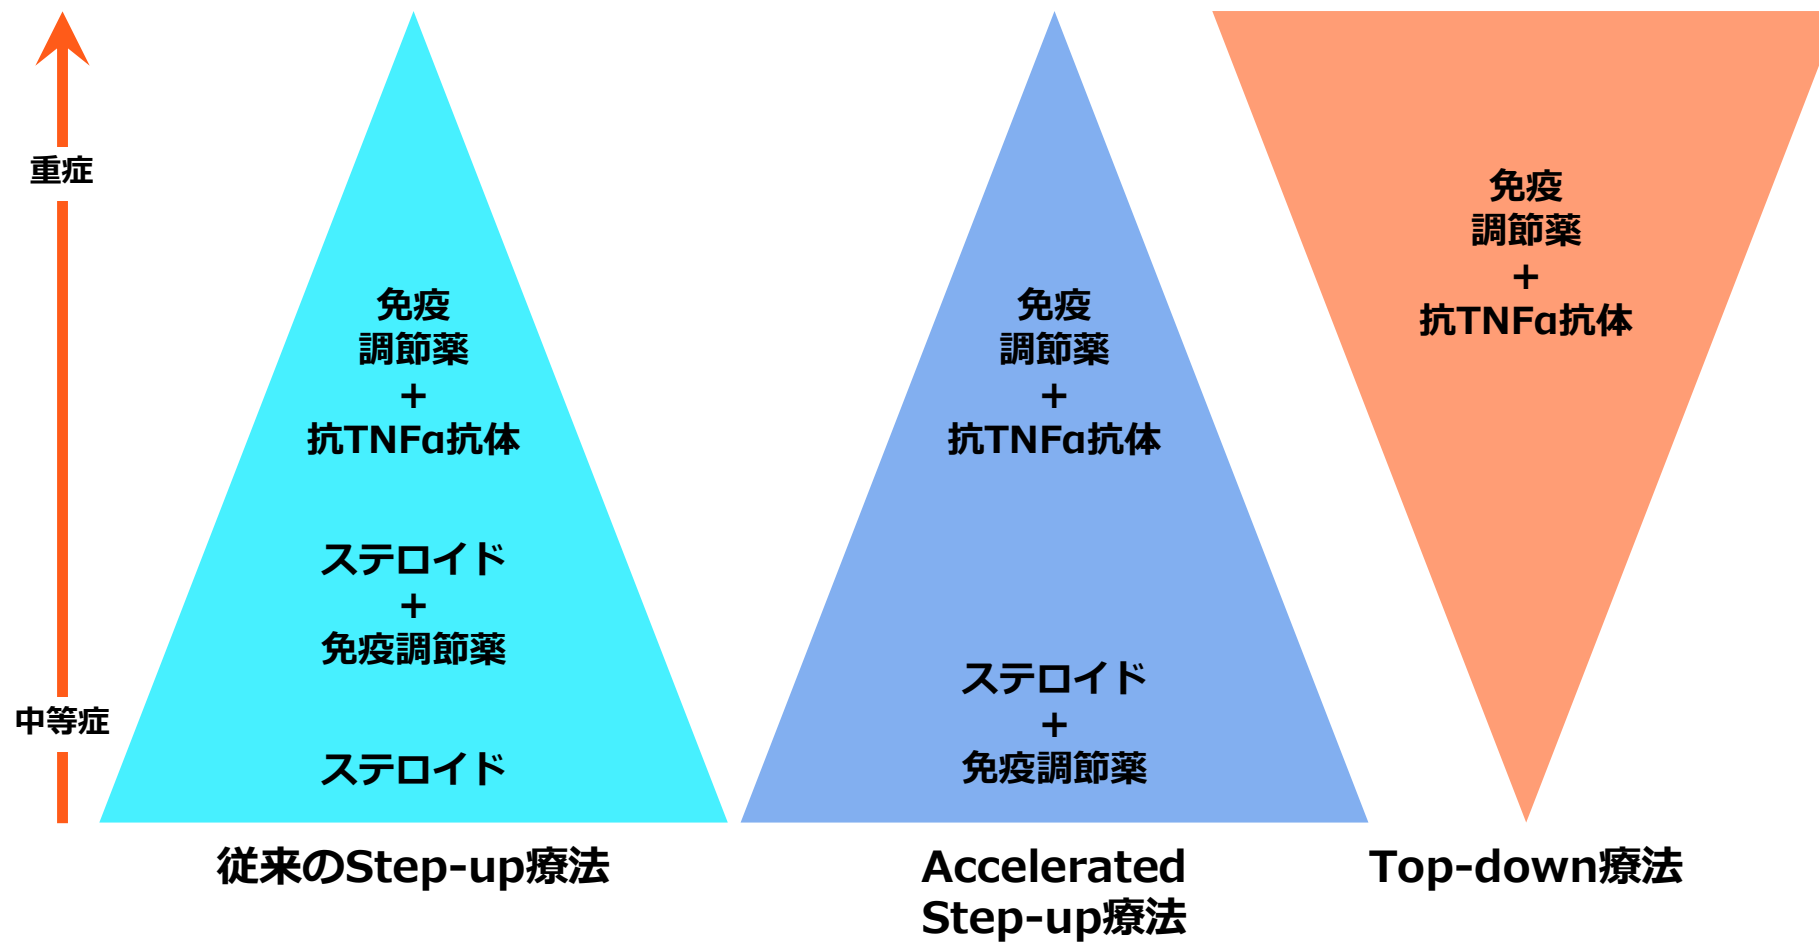 重症
中等症
免疫
調節薬
+
抗TNFα抗体
ステロイド
+
免疫調節薬
ステロイド
従来のStep-up療法
免疫
調節薬
+
抗TNFα抗体
ステロイド
+
免疫調節薬
Accelerated
Step-up療法
免疫
調節薬
+
抗TNFα抗体
Top-down療法